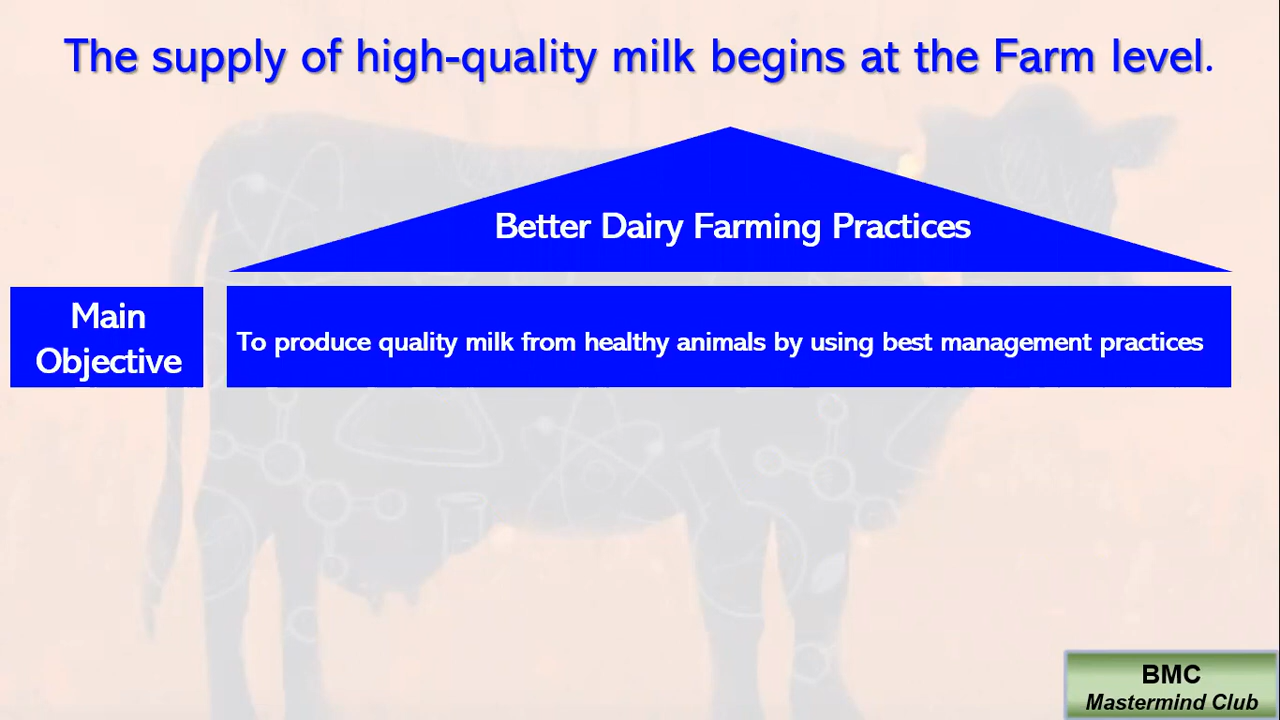 The supply of high-quality milk begins at the Farm level.
Better Dairy Farming Practices
Main
Objective
To produce quality milk from healthy animals by using best management practices
BMC
Mastermind Club